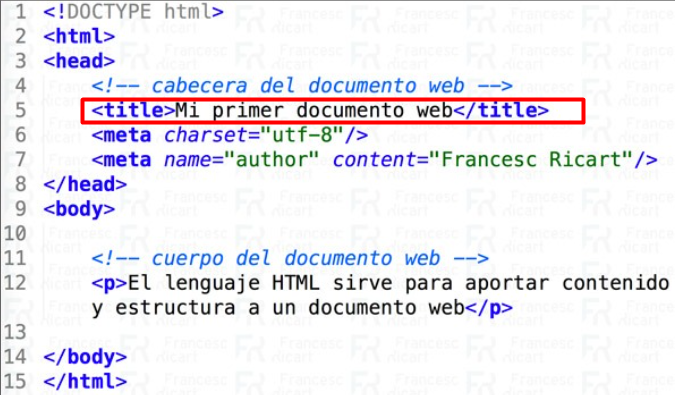 1 <!DOCTYPE html>
2 <html>
3 <head>
4 <!-- cabecera del documento web -->
5 <title>Mi primer documento web</title>
6 <meta charset="utf-8"/>
7 <meta name="author" content="Francesc Ricart"/>
8 </head>
9 <body>
10
11 <!-- cuerpo del documento web -->
12 <p>El lenguaje HTML sirve para aportar contenido
y estructura a un documento web</p>
13
14 </body>
15 </html>